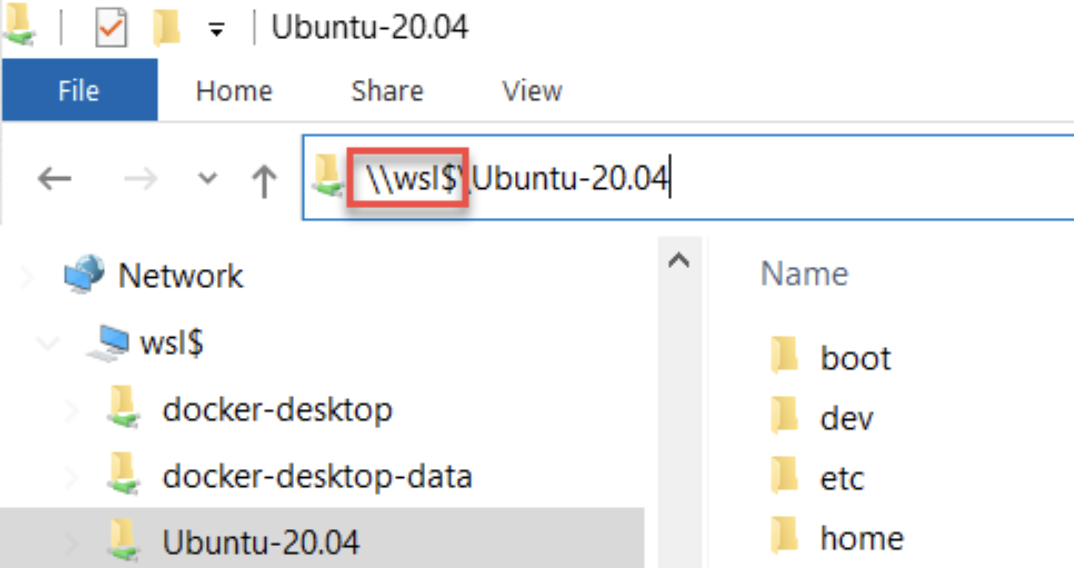 Ubuntu-20.04
File Home Share View
\\wsl$\Ubuntu-20.04
Network
wsl$
docker-desktop
docker-desktop-data
Ubuntu-20.04
Name
boot
dev
etc
home